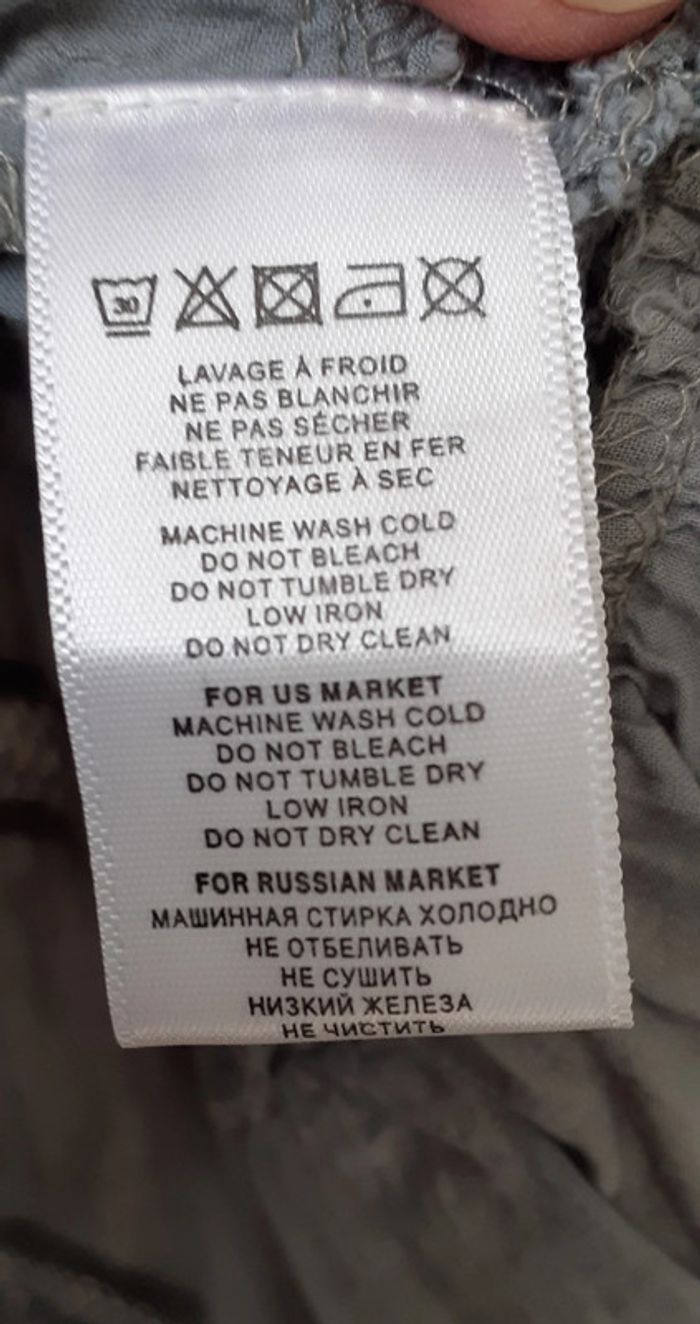 30
LAVAGE À FROID
NE PAS BLANCHIR
NE PAS SÉCHER
FAIBLE TENEUR EN FER
NETTOYAGE À SEC
MACHINE WASH COLD
DO NOT BLEACH
DO NOT TUMBLE DRY
LOW IRON
DO NOT DRY CLEAN
FOR US MARKET
MACHINE WASH COLD
DO NOT BLEACH
DO NOT TUMBLE DRY
LOW IRON
DO NOT DRY CLEAN
FOR RUSSIAN MARKET
МАШИННАЯ СТИРКА ХОЛОДНО
НЕ ОТБЕЛИВАТЬ
НЕ СУШИТЬ
НИЗКИЙ ЖЕЛЕЗА
НЕ ЧИСТИТЬ